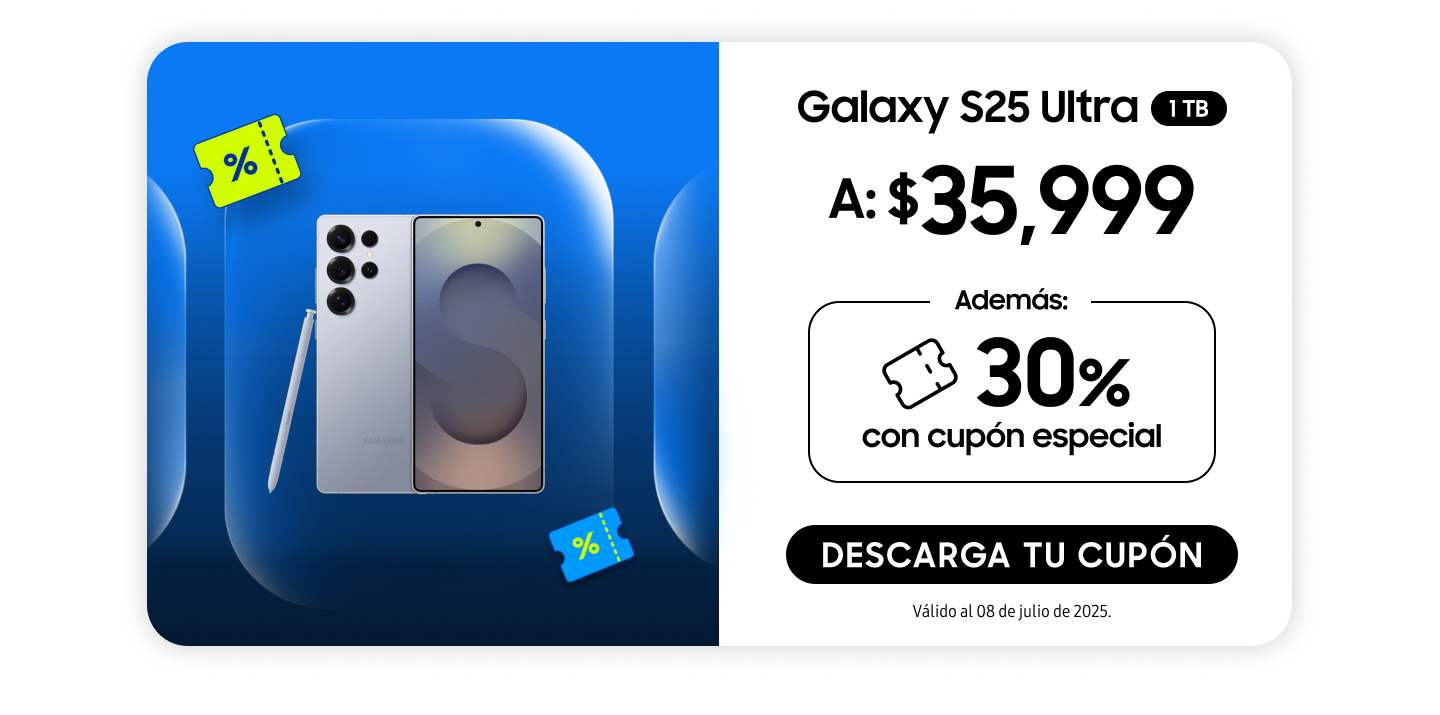 %
SAMSUNG
%
Galaxy S25 Ultra 1 TB
A: $35,999
Además:
30%
con cupón especial
DESCARGA TU CUPÓN
Válido al 08 de julio de 2025.